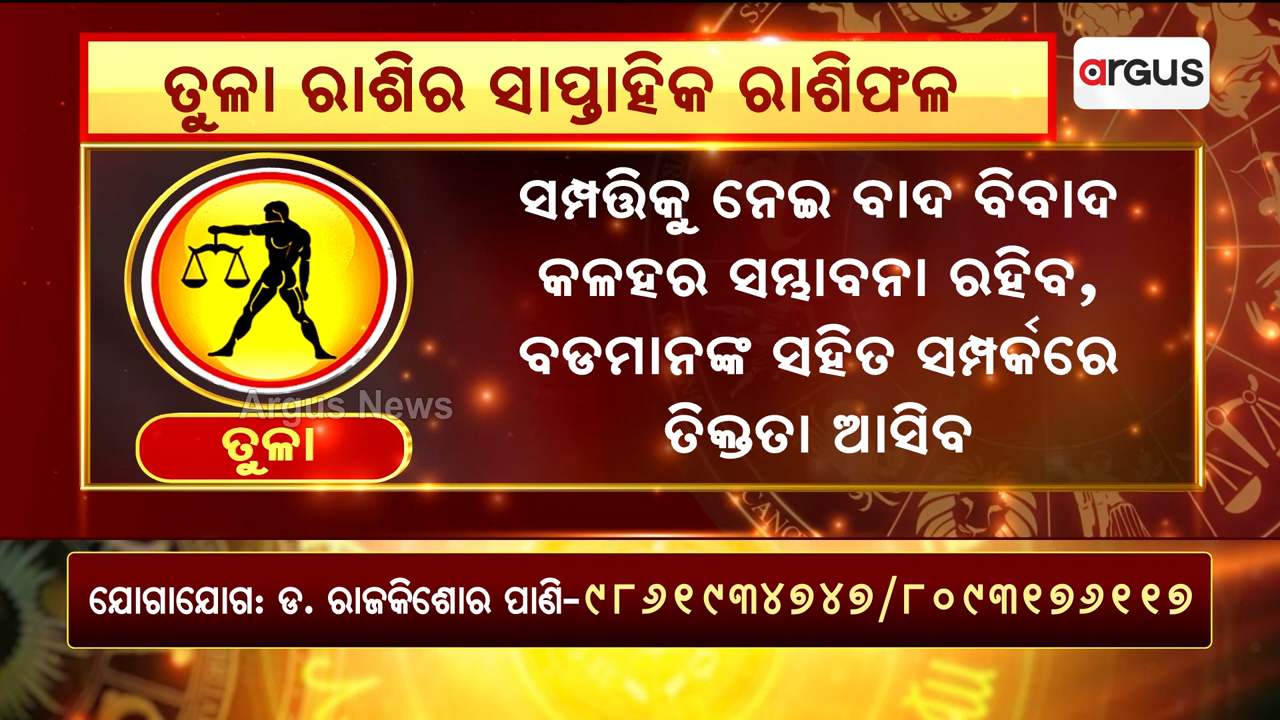 ତୁଳା ରାଶିର ସାପ୍ତାହିକ ରାଶିଫଳ
argus
ସମ୍ପତ୍ତିକୁ ନେଇ ବାଦ ବିବାଦ
କଳହର ସମ୍ଭାବନା ରହିବ,
ବଡମାନଙ୍କ ସହିତ ସମ୍ପର୍କରେ
ତିକ୍ତତା ଆସିବ
Argus News
ତୁଳା
ଯୋଗାଯୋଗ: ଡ. ରାଜକିଶୋର ପାଣି-୯୮୬୧୯୩୪୭୪୭/୮୦୯୩୧୭୬୧୧୭